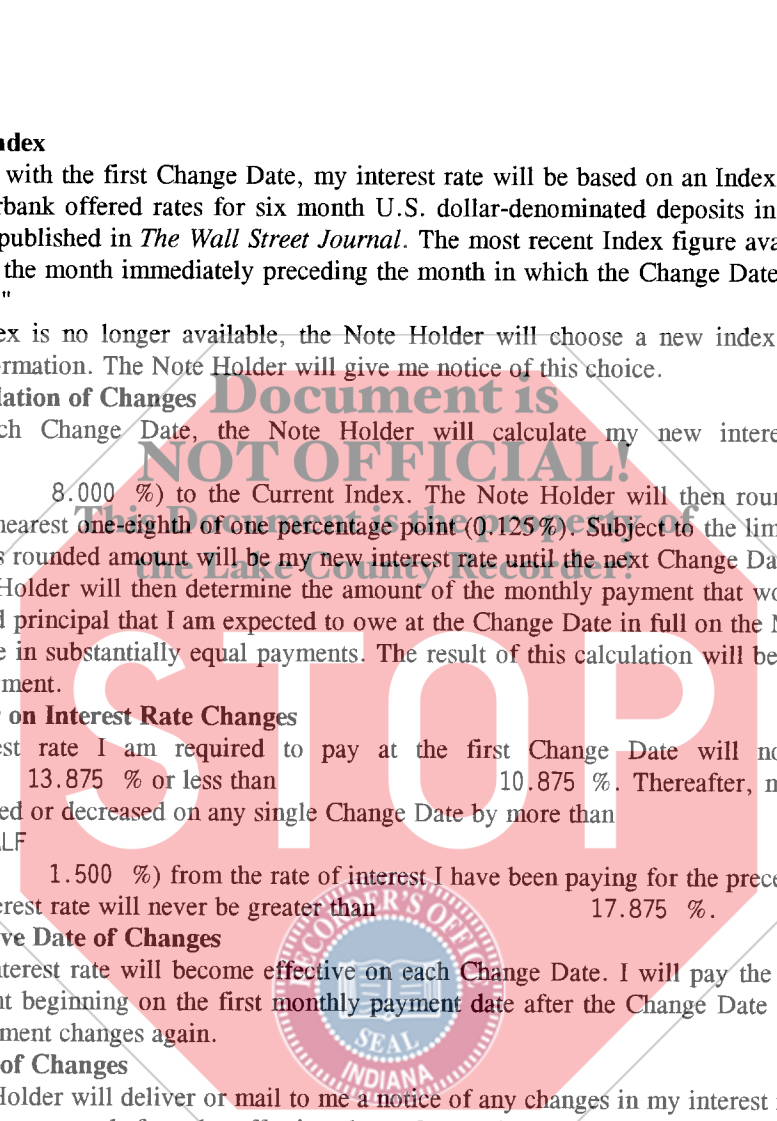 ndex
with the first Change Date, my interest rate will be based on an Index
rbank offered rates for six month U.S. dollar-denominated deposits in
published in The Wall Street Journal. The most recent Index figure ava
the month immediately preceding the month in which the Change Date
"
ex is no longer available, the Note Holder will choose a new index
rmation. The Note Holder will give me notice of this choice.
lation of Changes
Document is
ch Change Date, the Note Holder will calculate my new intere
NOT OFFICIAL!
8.000 %) to the Current Index. The Note Holder will then roun
This Document is the property of
nearest one-eighth of one percentage point (0.125%). Subject to the lim
s rounded amount will be my new interest rate until the next Change Da
the Lake County Recorder!
Holder will then determine the amount of the monthly payment that wo
d principal that I am expected to owe at the Change Date in full on the M
e in substantially equal payments. The result of this calculation will be
ment.
STOP
on Interest Rate Changes
est rate I am required to pay at the first Change Date will no
13.875 % or less than 10.875 %. Thereafter, m
ed or decreased on any single Change Date by more than
LF
1.500 %) from the rate of interest I have been paying for the prece
erest rate will never be greater than 17.875 %.
RECORDER'S OFFICE
ve Date of Changes
nterest rate will become effective on each Change Date. I will pay the
nt beginning on the first monthly payment date after the Change Date
ment changes again.
SEAL
of Changes
INDIANA
Holder will deliver or mail to me a notice of any changes in my interest